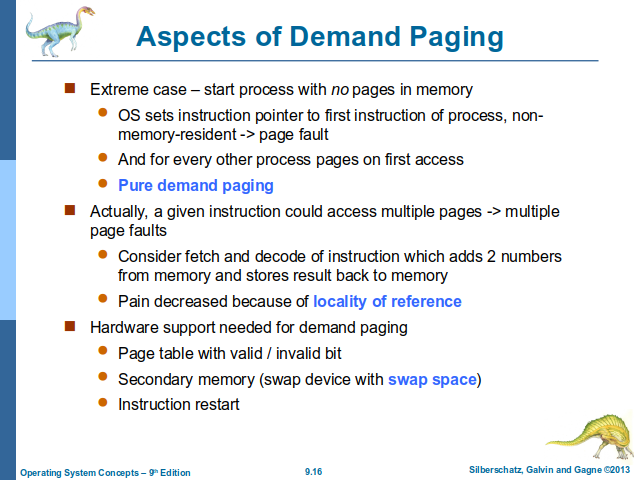 Aspects of Demand Paging
Extreme case – start process with no pages in memory
OS sets instruction pointer to first instruction of process, non-
memory-resident -> page fault
And for every other process pages on first access
Pure demand paging
Actually, a given instruction could access multiple pages -> multiple
page faults
Consider fetch and decode of instruction which adds 2 numbers
from memory and stores result back to memory
Pain decreased because of locality of reference
Hardware support needed for demand paging
Page table with valid / invalid bit
Secondary memory (swap device with swap space)
Instruction restart
Operating System Concepts – 9th Edition
9.16
Silberschatz, Galvin and Gagne ©2013